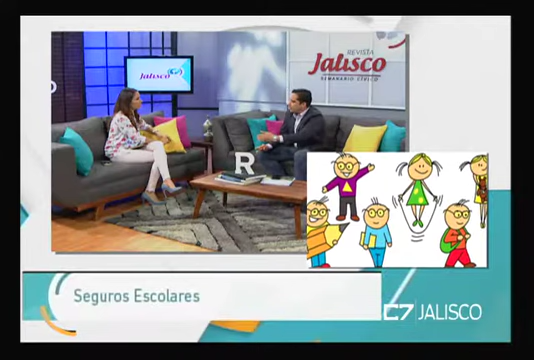 REVISTA
Jalisco
SEMANARIO CÍVICO
Jalisco
R
Seguros Escolares
C7 JALISCO